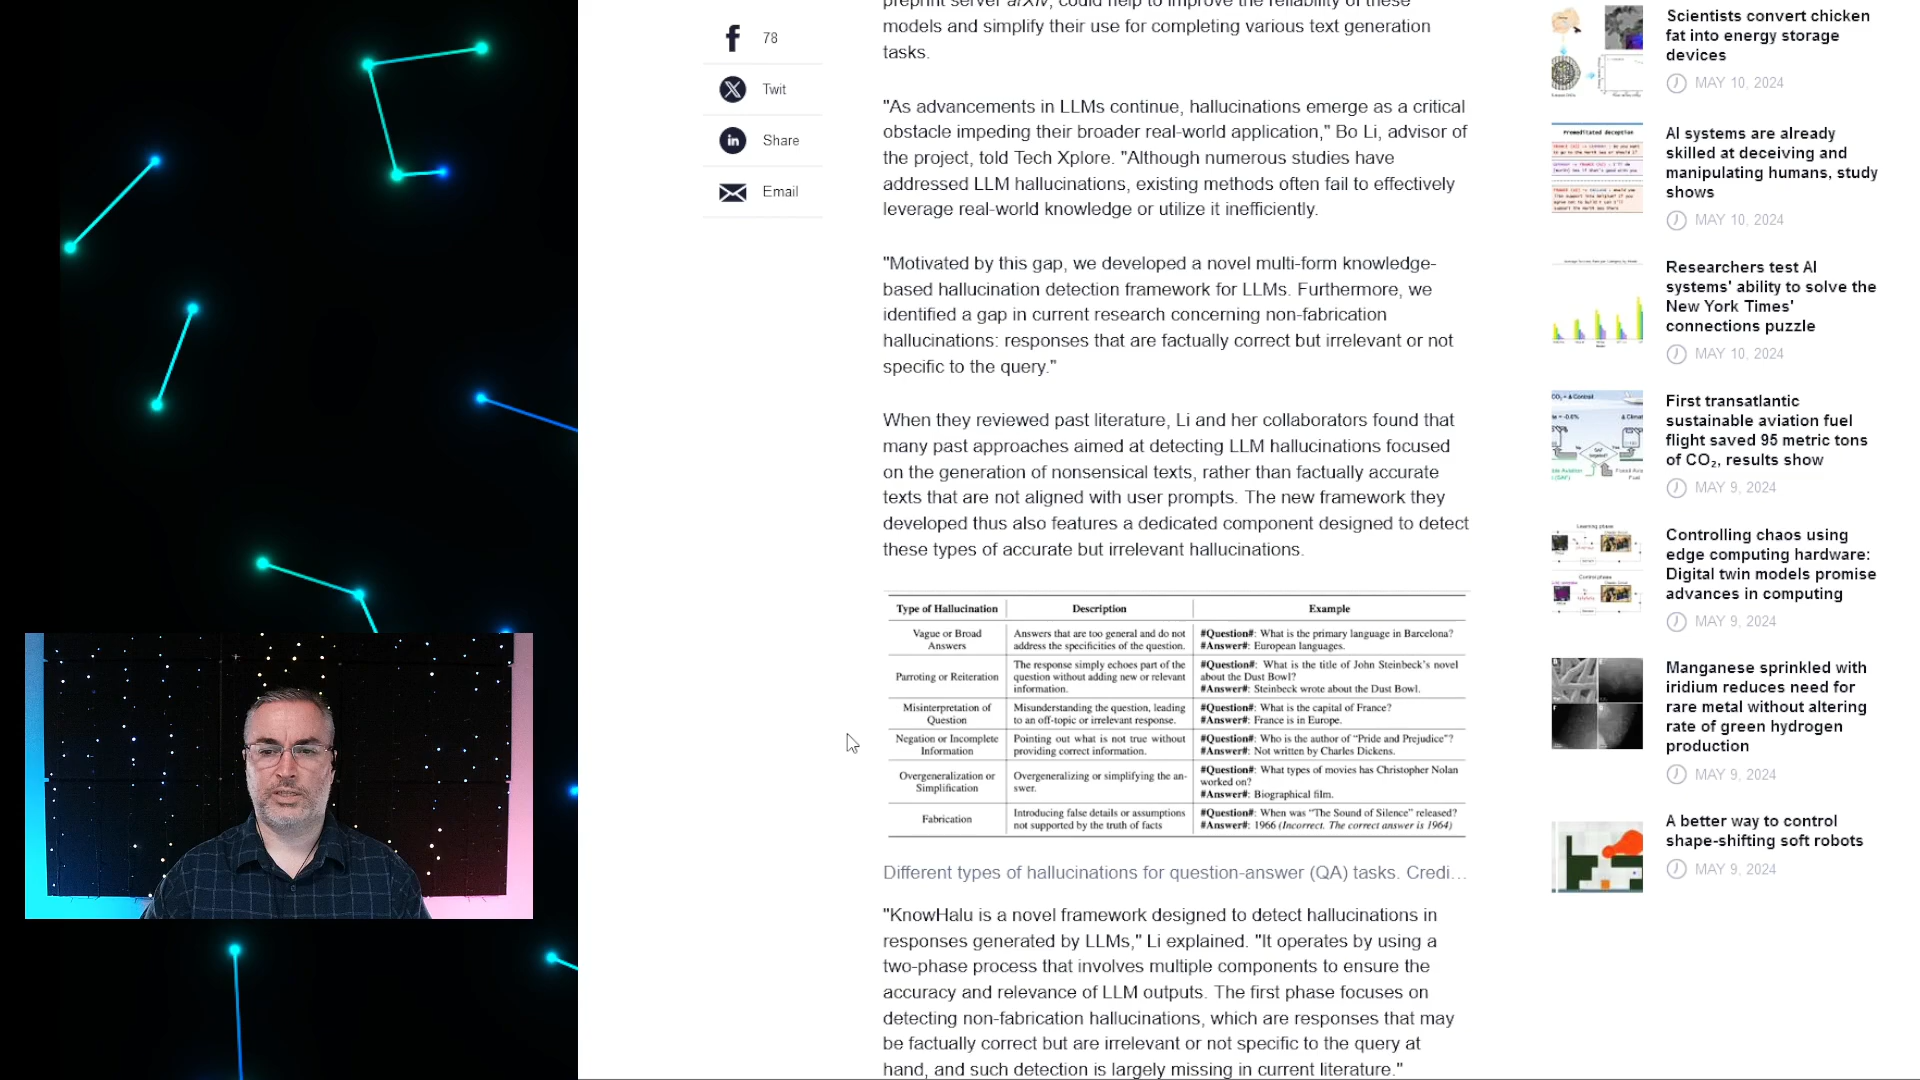 78
Twit
Share
Email
models and simplify their use for completing various text generation
tasks.
"As advancements in LLMs continue, hallucinations emerge as a critical
obstacle impeding their broader real-world application," Bo Li, advisor of
the project, told Tech Xplore. "Although numerous studies have
addressed LLM hallucinations, existing methods often fail to effectively
leverage real-world knowledge or utilize it inefficiently.
"Motivated by this gap, we developed a novel multi-form knowledge-
based hallucination detection framework for LLMs. Furthermore, we
identified a gap in current research concerning non-fabrication
hallucinations: responses that are factually correct but irrelevant or not
specific to the query."
When they reviewed past literature, Li and her collaborators found that
many past approaches aimed at detecting LLM hallucinations focused
on the generation of nonsensical texts, rather than factually accurate
texts that are not aligned with user prompts. The new framework they
developed thus also features a dedicated component designed to detect
these types of accurate but irrelevant hallucinations.
Type of Hallucination Description Example
Vague or Broad Answers that are too general and do not #Question#: What is the primary language in Barcelona?
Answers address the specificities of the question. #Answer#: European languages.
The response simply echoes part of the #Question#: What is the title of John Steinbeck's novel
Parroting or Reiteration question without adding new or relevant about the Dust Bowl?
information. #Answer#: Steinbeck wrote about the Dust Bowl.
Misinterpretation of Misunderstanding the question, leading #Question#: What is the capital of France?
Question to an off-topic or irrelevant response. #Answer#: France is in Europe.
Negation or Incomplete Pointing out what is not true without #Question#: Who is the author of "Pride and Prejudice"?
Information providing correct information. #Answer#: Not written by Charles Dickens.
Overgeneralization or Overgeneralizing or simplifying the an- #Question#: What types of movies has Christopher Nolan
Simplification swer. worked on?
#Answer#: Biographical film.
Fabrication Introducing false details or assumptions #Question#: When was "The Sound of Silence" released?
not supported by the truth of facts #Answer#: 1966 (Incorrect. The correct answer is 1964)
Different types of hallucinations for question-answer (QA) tasks. Credi...
"KnowHalu is a novel framework designed to detect hallucinations in
responses generated by LLMs," Li explained. "It operates by using a
two-phase process that involves multiple components to ensure the
accuracy and relevance of LLM outputs. The first phase focuses on
detecting non-fabrication hallucinations, which are responses that may
be factually correct but are irrelevant or not specific to the query at
hand, and such detection is largely missing in current literature."
Scientists convert chicken
fat into energy storage
devices
MAY 10, 2024
Premeditated deception
AI systems are already
skilled at deceiving and
manipulating humans, study
shows
MAY 10, 2024
Researchers test AI
systems' ability to solve the
New York Times'
connections puzzle
MAY 10, 2024
First transatlantic
sustainable aviation fuel
flight saved 95 metric tons
of CO₂, results show
MAY 9, 2024
Controlling chaos using
edge computing hardware:
Digital twin models promise
advances in computing
MAY 9, 2024
Manganese sprinkled with
iridium reduces need for
rare metal without altering
rate of green hydrogen
production
MAY 9, 2024
A better way to control
shape-shifting soft robots
MAY 9, 2024